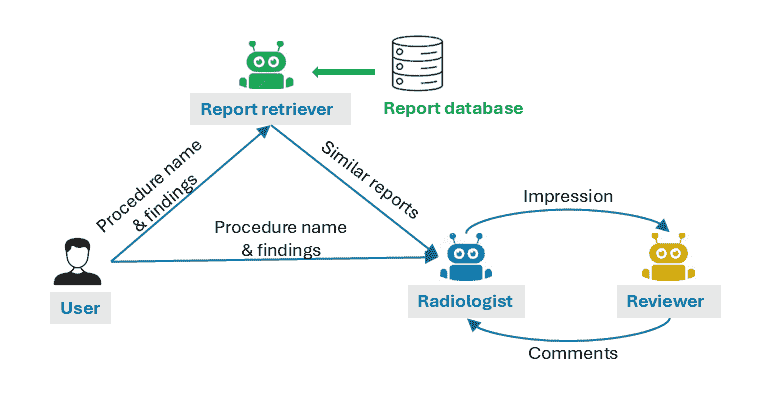 Report retriever
Report database
Procedure name
& findings
Similar reports
Procedure name
& findings
Impression
User
Radiologist
Reviewer
Comments